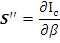 S'' = ∂I_c / ∂β